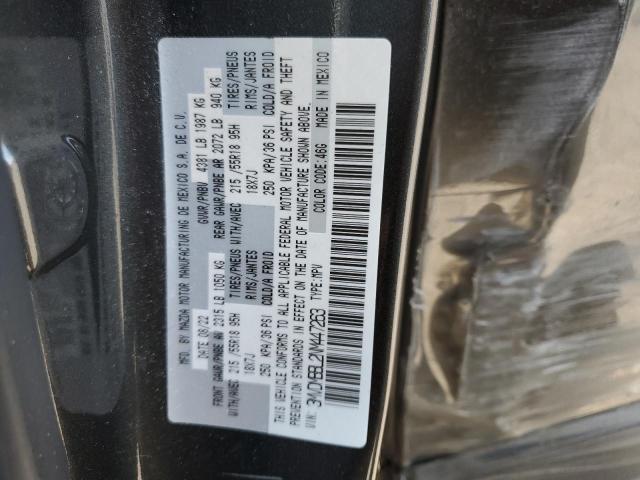 MFD. BY MAZDA MOTOR MANUFACTURING DE MEXICO S.A. DE C.V.
DATE 08/22 GVWR/PNBV 4381 LB 1987 KG
FRONT GAWR/PNBE AV 2315 LB 1050 KG REAR GAWR/PNBE AR 2072 LB 940 KG
WITH/AVEC 215 /55R18 95H TIRES/PNEUS WITH/AVEC 215 /55R18 95H TIRES/PNEUS
18X7J RIMS/JANTES 18X7J RIMS/JANTES
250 KPA/36 PSI COLD/A FROID 250 KPA/36 PSI COLD/A FROID
THIS VEHICLE CONFORMS TO ALL APPLICABLE FEDERAL MOTOR VEHICLE SAFETY AND THEFT
PREVENTION STANDARDS IN EFFECT ON THE DATE OF MANUFACTURE SHOWN ABOVE.
VIN: TYPE: MPV COLOR CODE: 46G MADE IN MEXICO